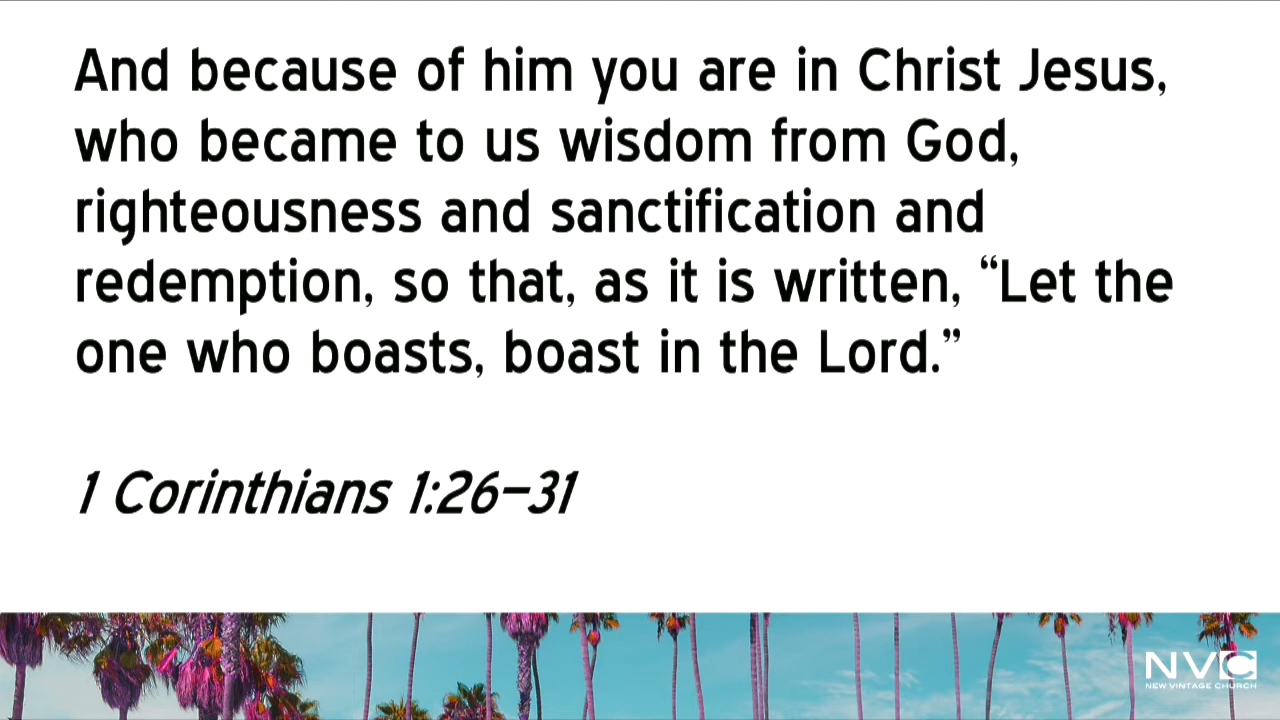 And because of him you are in Christ Jesus,
who became to us wisdom from God,
righteousness and sanctification and
redemption, so that, as it is written, “Let the
one who boasts, boast in the Lord.”
1 Corinthians 1:26–31
NVC
NEW VINTAGE CHURCH